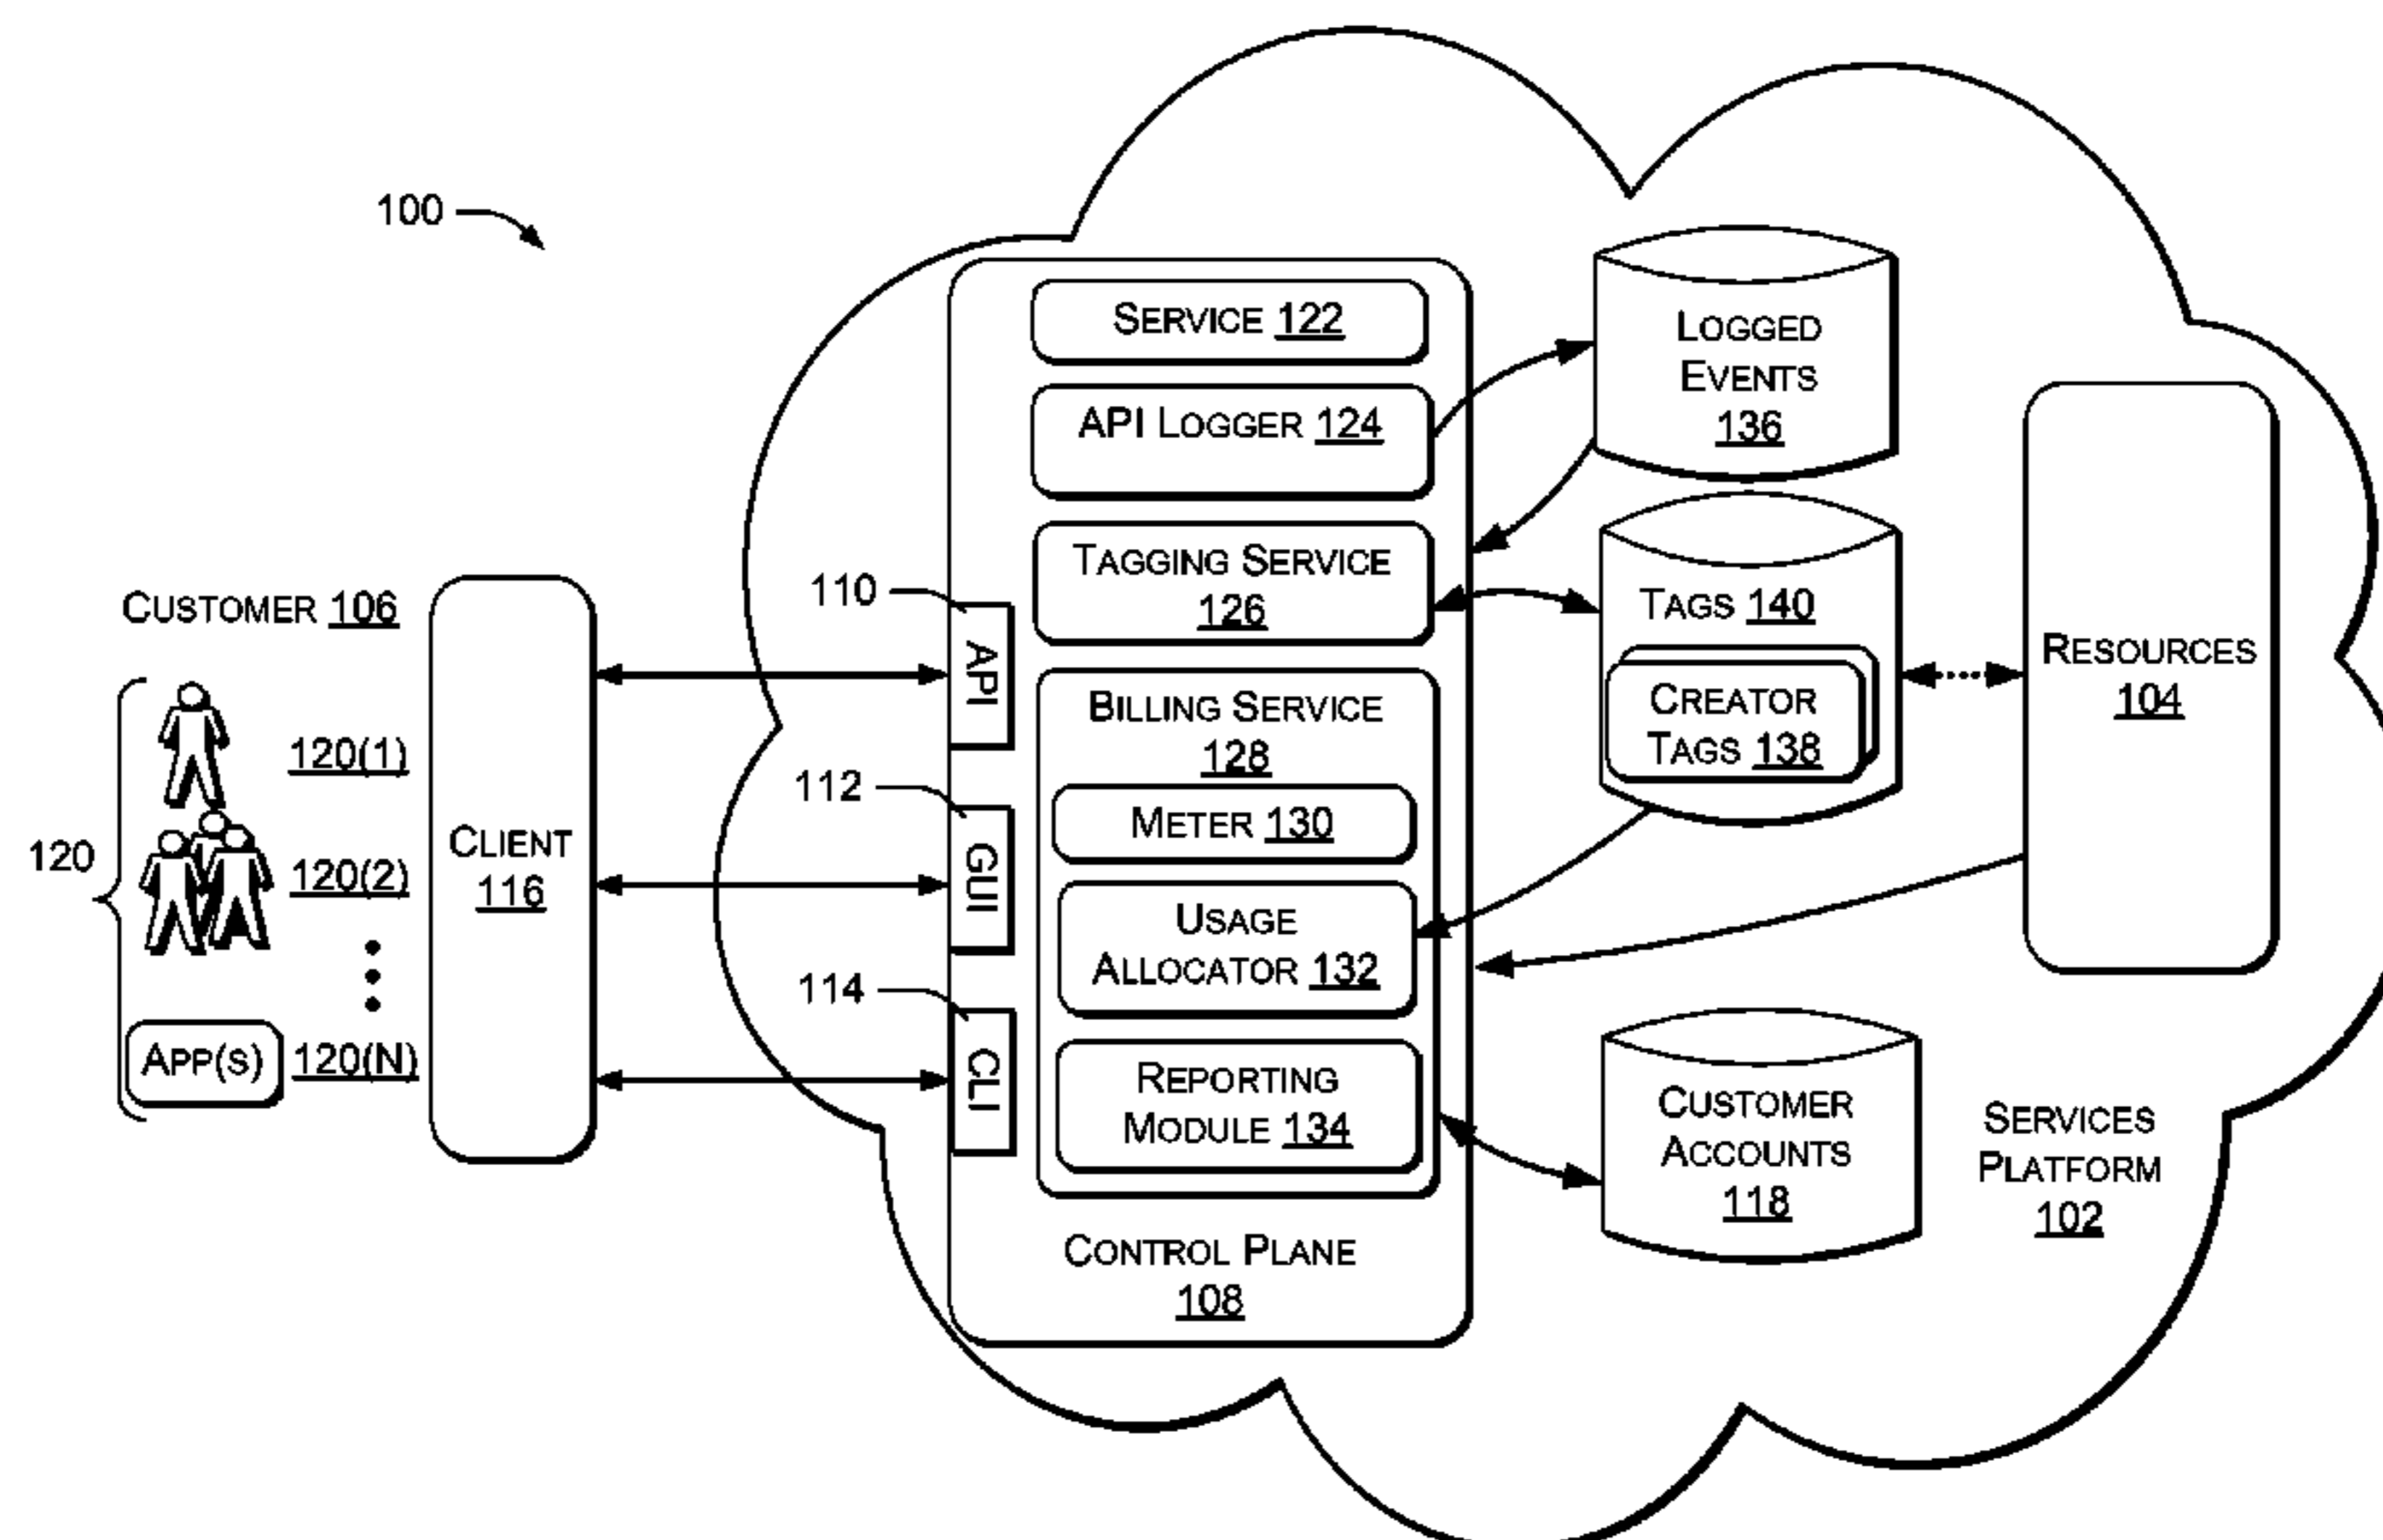 100
CUSTOMER 106
120
120(1)
120(2)
APP(S) 120(N)
CLIENT
116
110
API
112
GUI
114
CLI
SERVICE 122
API LOGGER 124
TAGGING SERVICE
126
BILLING SERVICE
128
METER 130
USAGE
ALLOCATOR 132
REPORTING
MODULE 134
CONTROL PLANE
108
LOGGED
EVENTS
136
TAGS 140
CREATOR
TAGS 138
RESOURCES
104
CUSTOMER
ACCOUNTS
118
SERVICES
PLATFORM
102